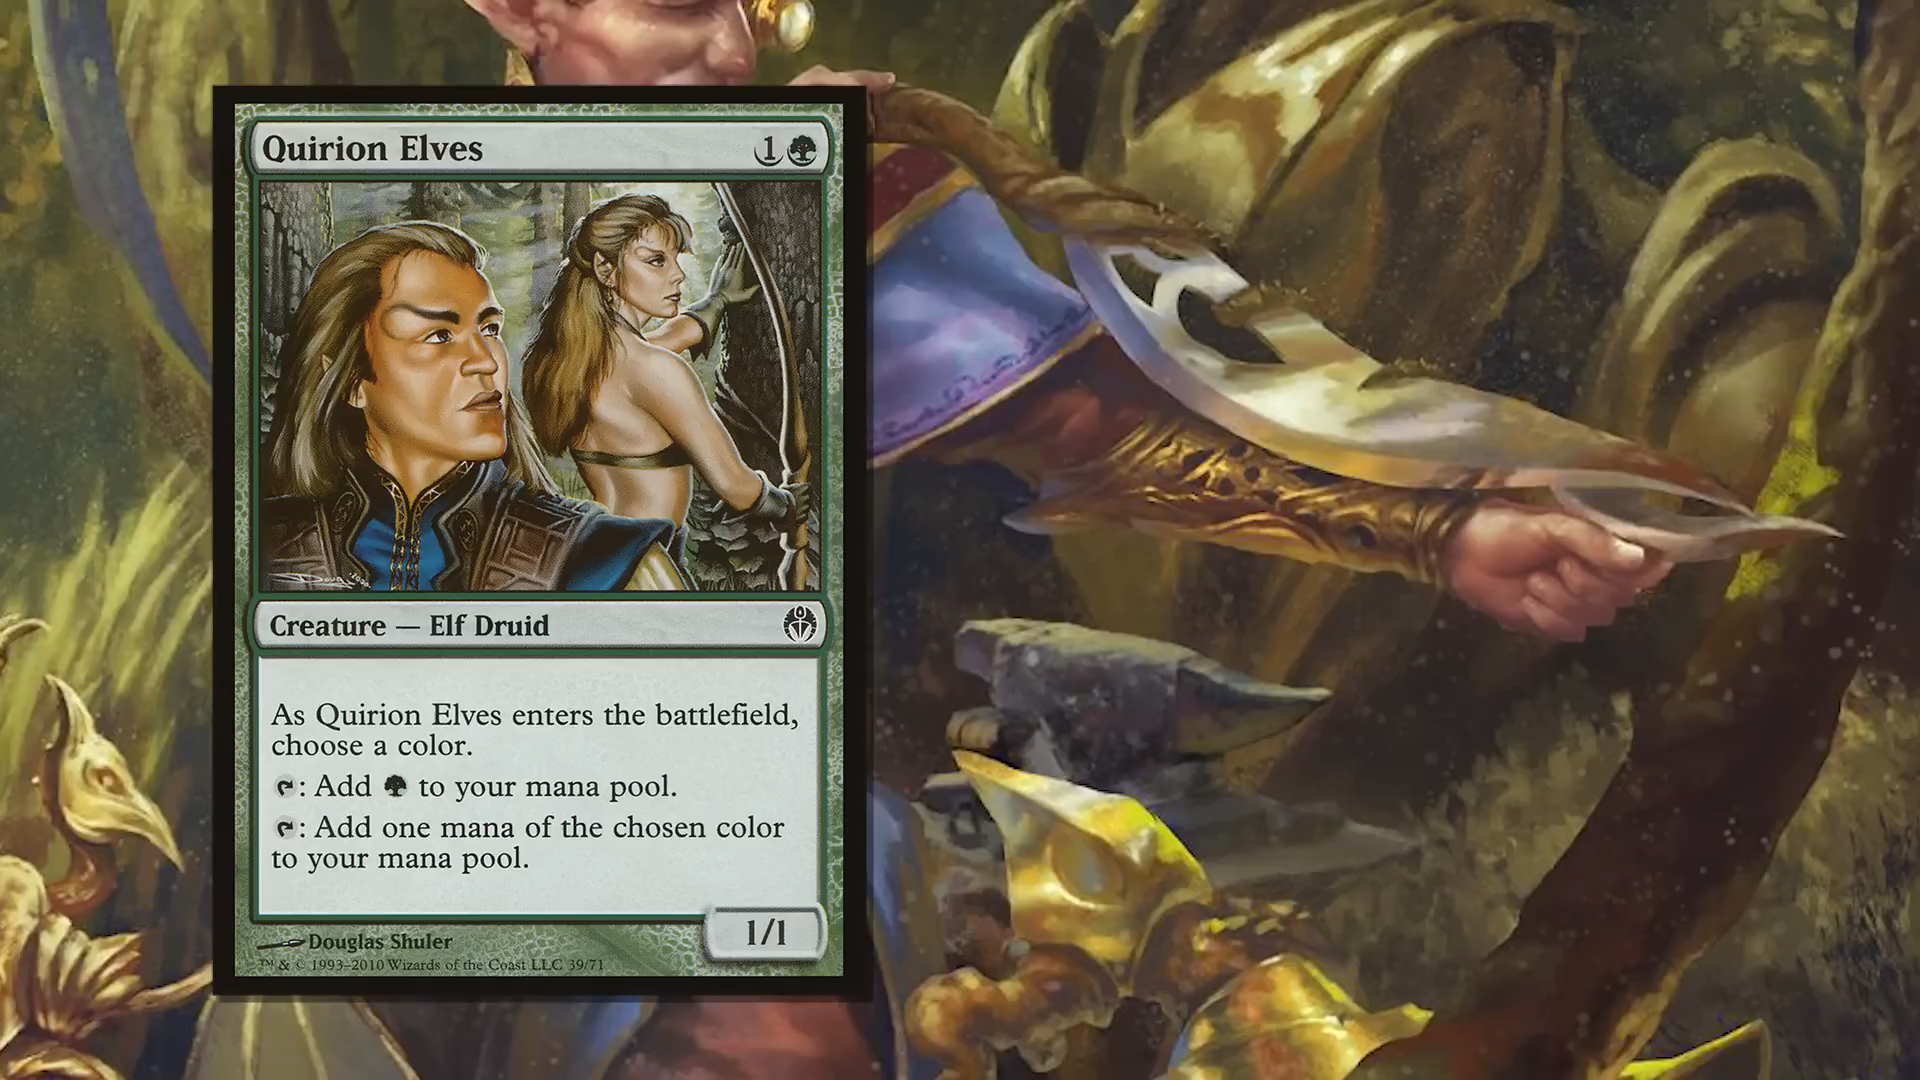 Quirion Elves 1
Doug 2000
Creature — Elf Druid
As Quirion Elves enters the battlefield,
choose a color.
: Add to your mana pool.
: Add one mana of the chosen color
to your mana pool.
1/1
Douglas Shuler
™ & © 1993–2010 Wizards of the Coast LLC 39/71